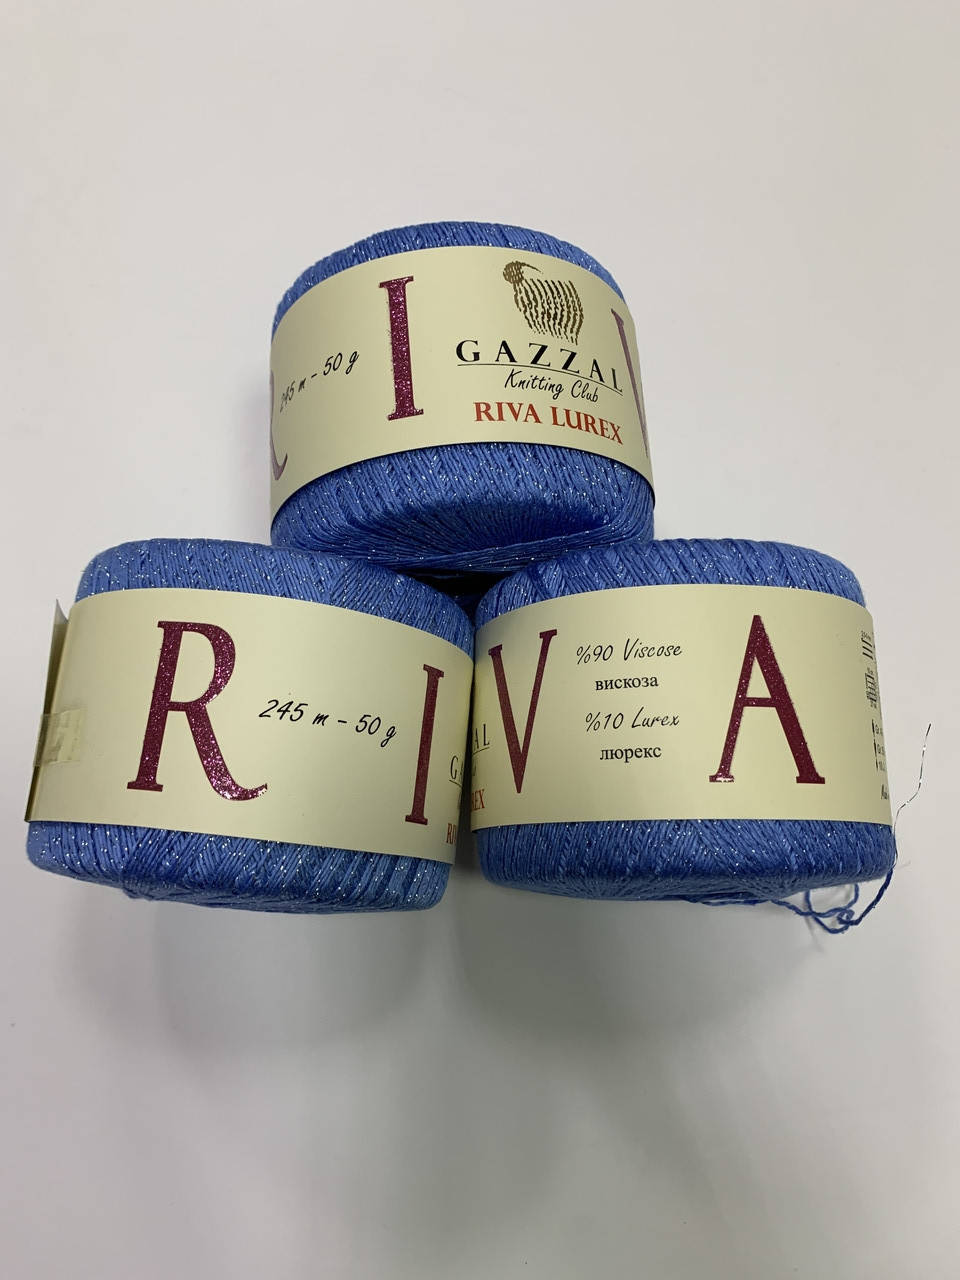 R I V
245 m - 50 g
GAZZAL
Knitting Club
RIVA LUREX
R I
245 m - 50 g
V A
%90 Viscose
вискоза
%10 Lurex
люрекс